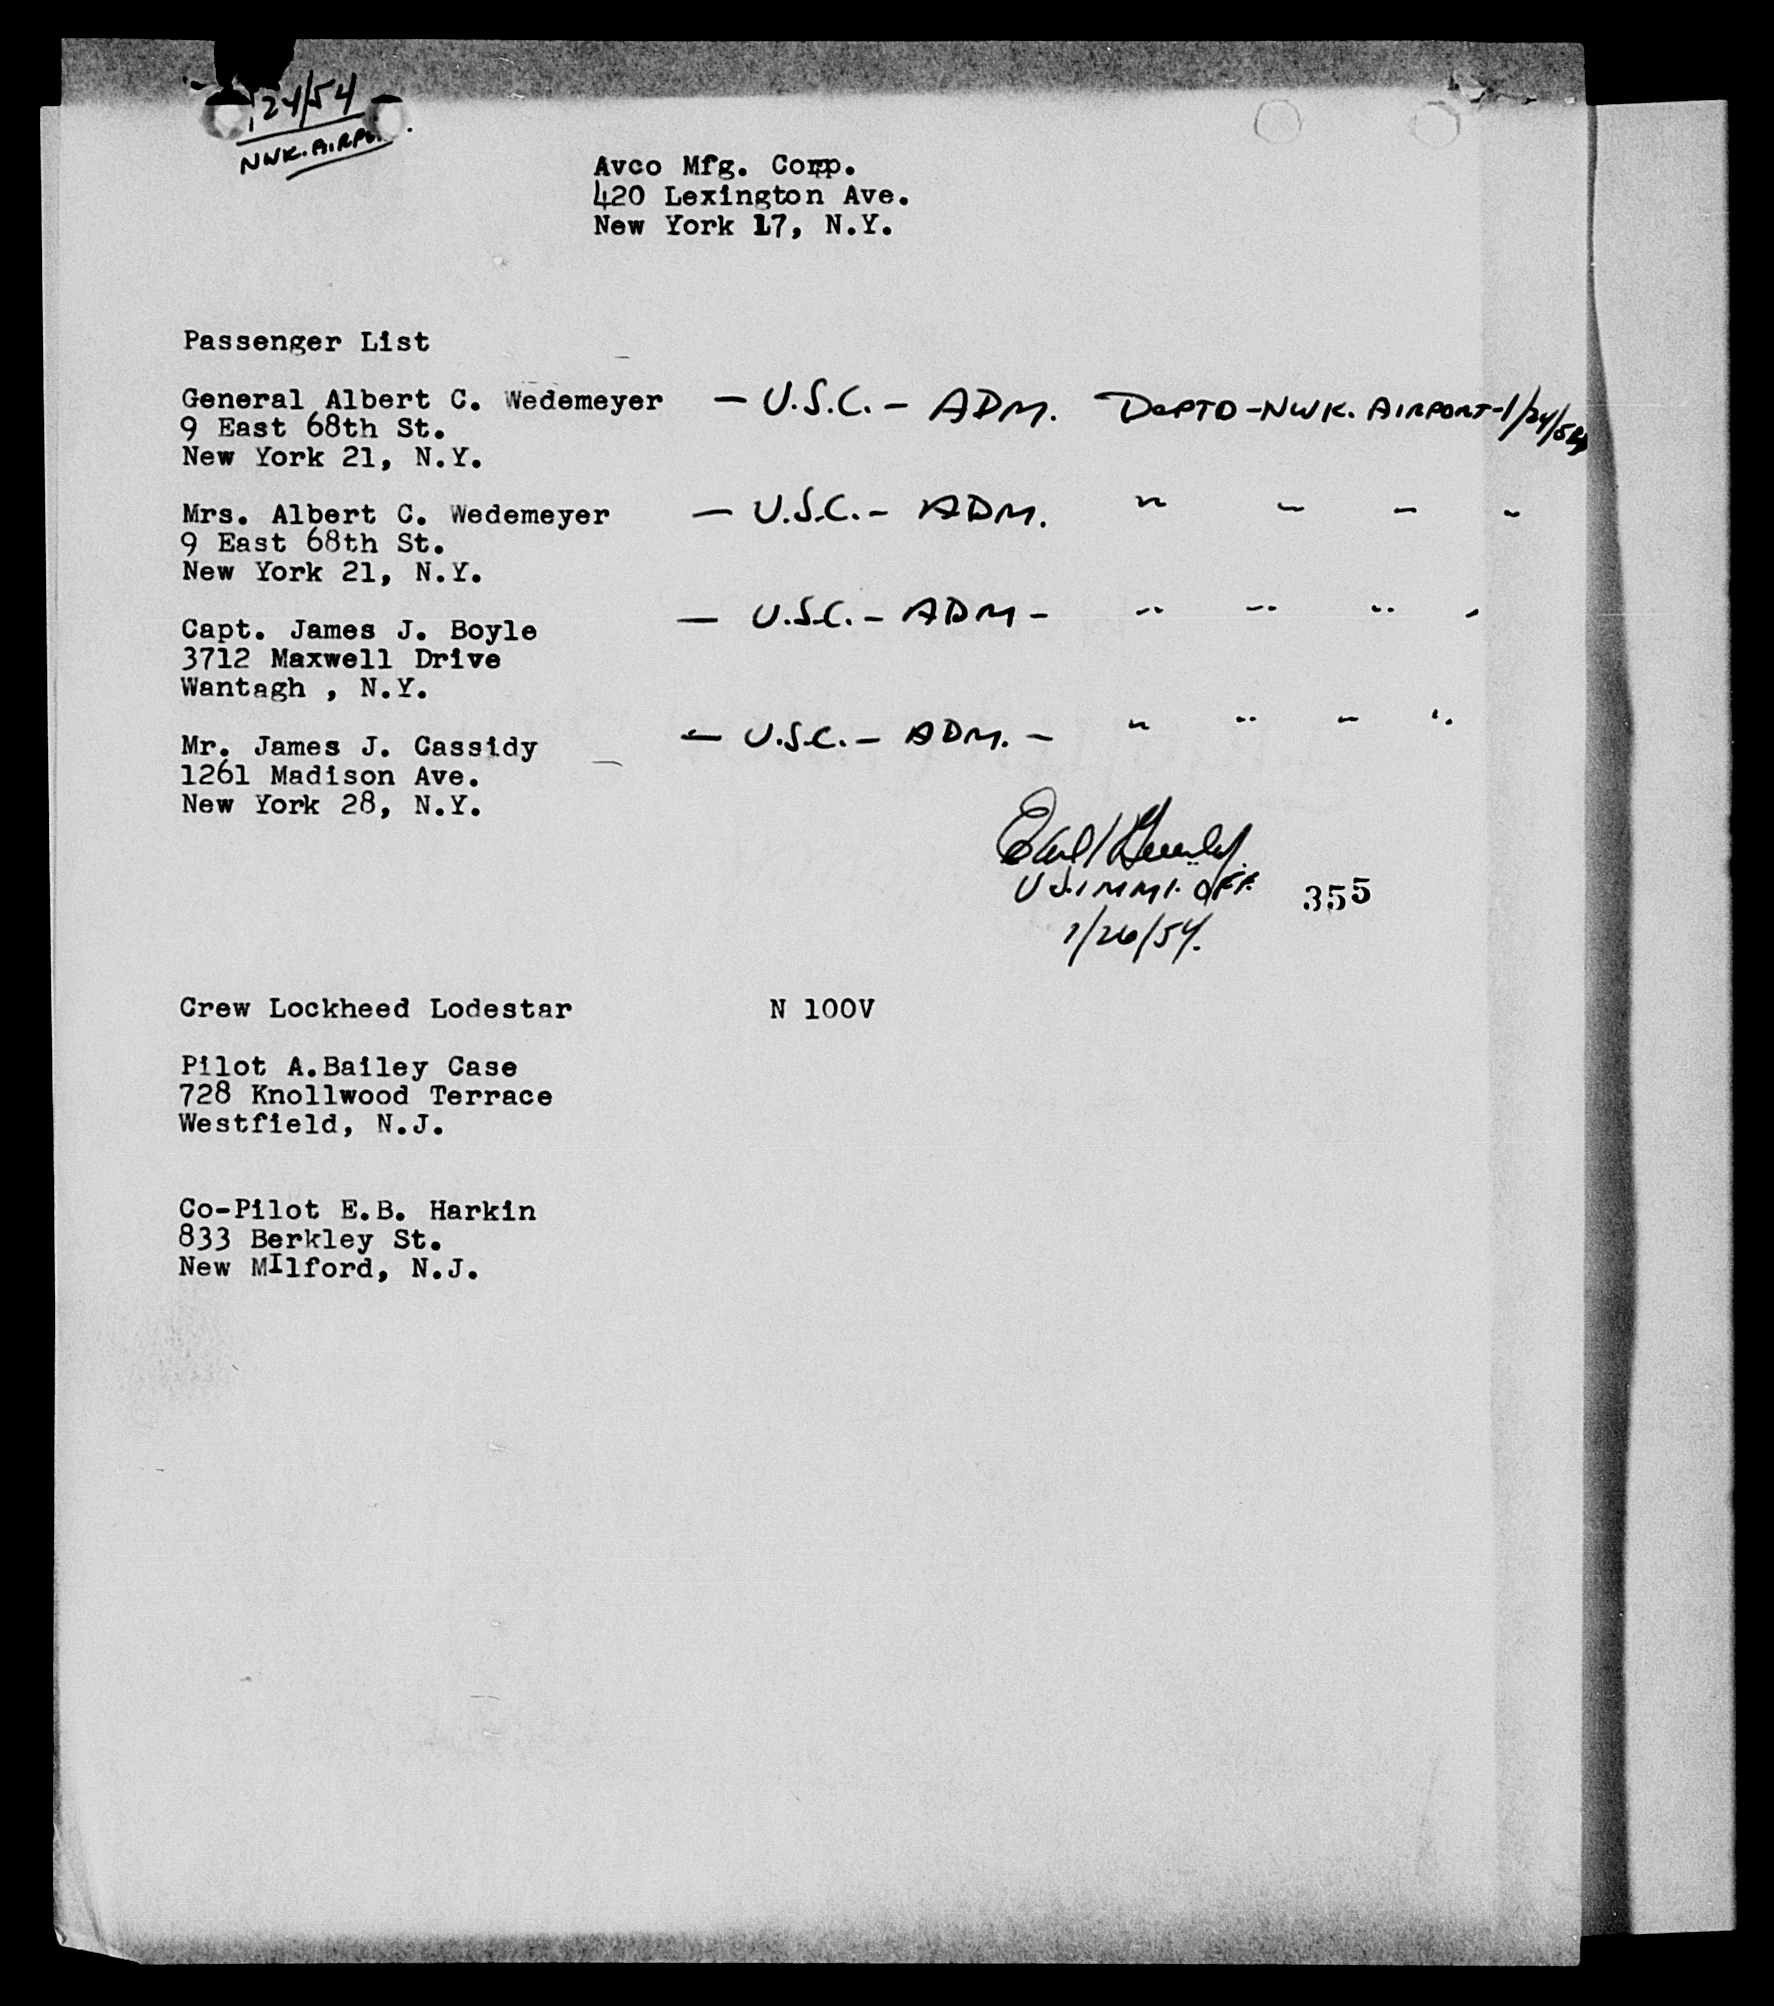 1/24/54
NWK. AIRPO
Avco Mfg. Corp.
420 Lexington Ave.
New York 17, N.Y.
Passenger List
General Albert C. Wedemeyer — U.S.C. – ADM. DEPTD – NWK. AIRPORT – 1/24/54
9 East 68th St.
New York 21, N.Y.
Mrs. Albert C. Wedemeyer — U.S.C. – ADM. " " " "
9 East 68th St.
New York 21, N.Y.
Capt. James J. Boyle — U.S.C. – ADM – " " " "
3712 Maxwell Drive
Wantagh , N.Y.
Mr. James J. Cassidy — U.S.C. – ADM. – " " " "
1261 Madison Ave.
New York 28, N.Y.
U.S. IMMI. OFF. 355
1/26/54.
Crew Lockheed Lodestar N 100V
Pilot A.Bailey Case
728 Knollwood Terrace
Westfield, N.J.
Co-Pilot E.B. Harkin
833 Berkley St.
New MIlford, N.J.